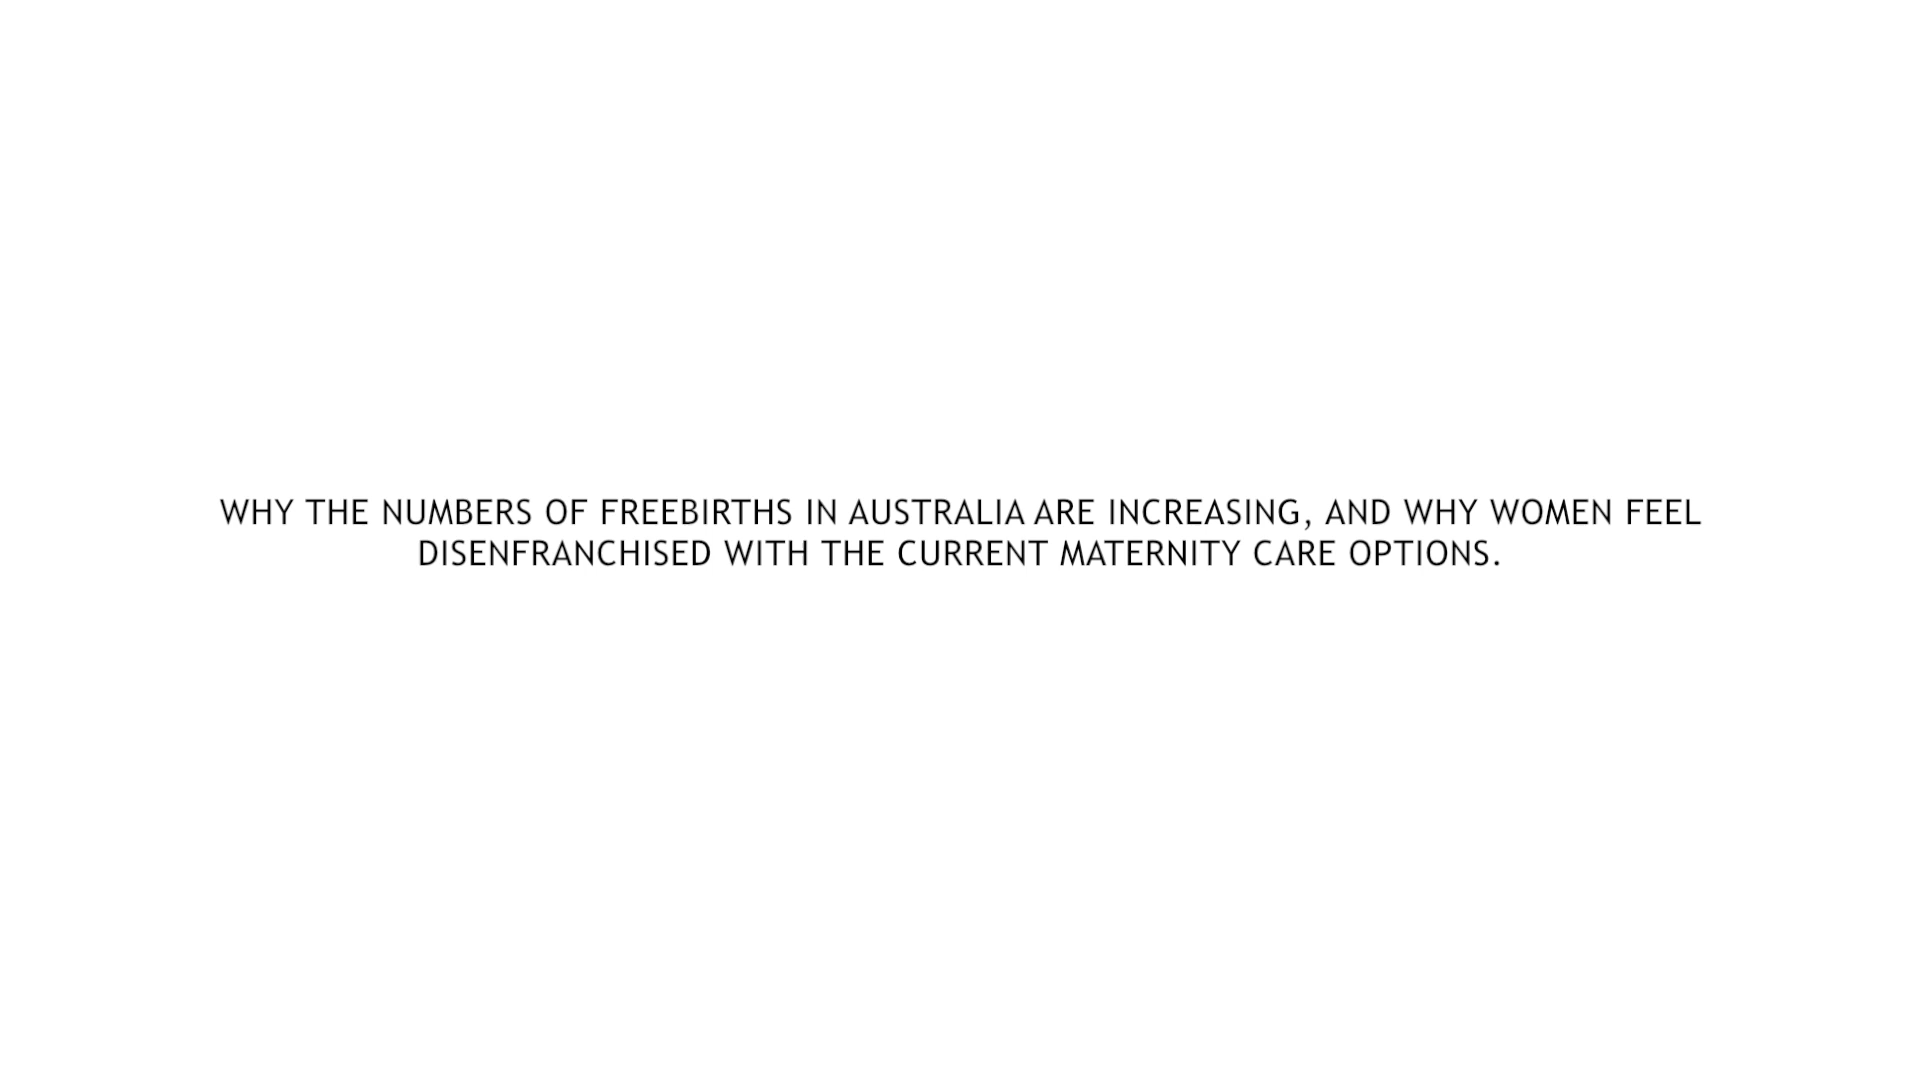 WHY THE NUMBERS OF FREEBIRTHS IN AUSTRALIA ARE INCREASING, AND WHY WOMEN FEEL
DISENFRANCHISED WITH THE CURRENT MATERNITY CARE OPTIONS.